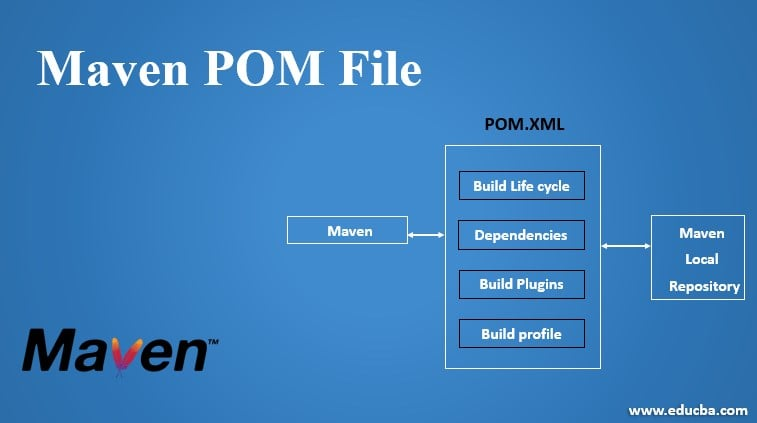 Maven POM File
POM.XML
Build Life cycle
Dependencies
Build Plugins
Build profile
Maven
Maven
Local
Repository
Maven™
www.educba.com